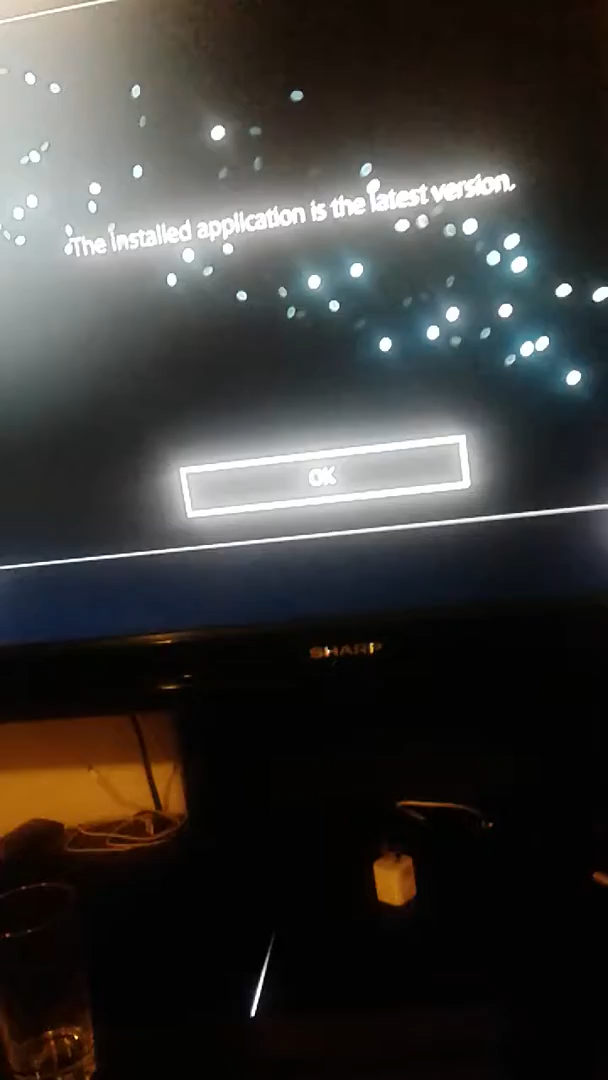 The installed application is the latest version.
OK
SHARP